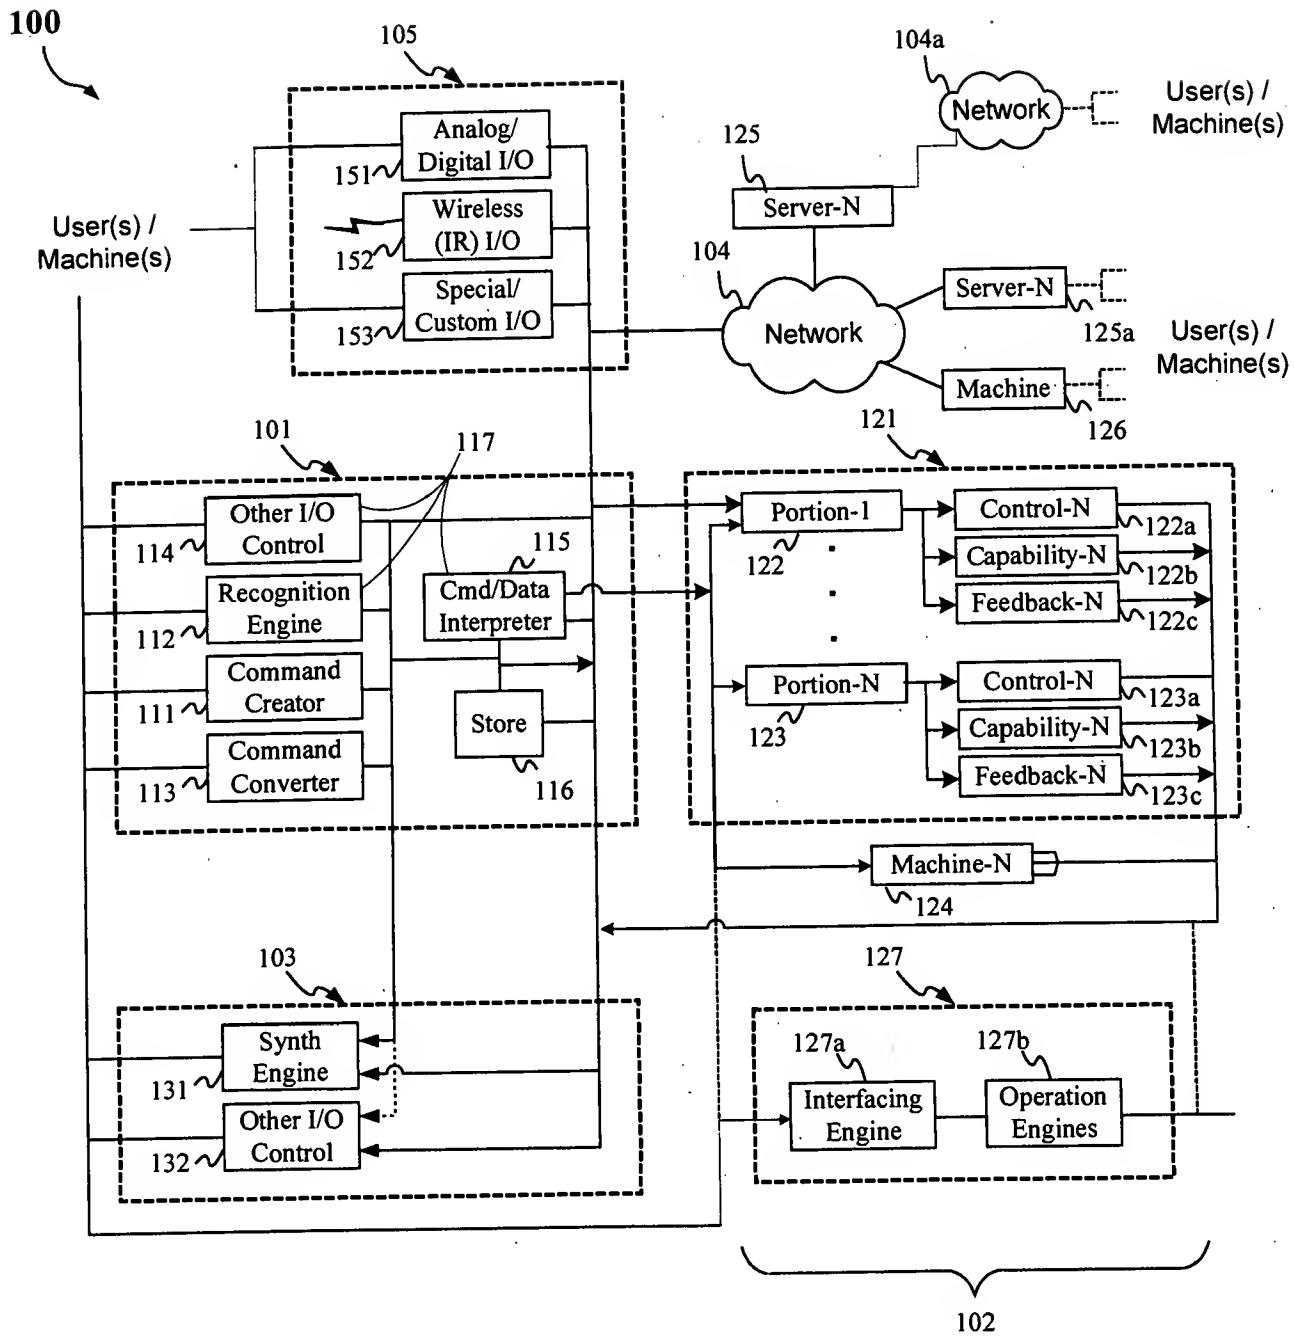 100
105
104a
Network
User(s) /
Machine(s)
Analog/
Digital I/O
151
125
Server-N
Wireless
(IR) I/O
152
User(s) /
Machine(s)
104
Network
Server-N
125a
Special/
Custom I/O
153
User(s) /
Machine(s)
Machine
126
101
117
121
Other I/O
Control
114
115
Portion-1
122
Control-N
122a
Capability-N
122b
Feedback-N
122c
Recognition
Engine
112
Cmd/Data
Interpreter
Command
Creator
111
Store
116
Portion-N
123
Control-N
123a
Capability-N
123b
Feedback-N
123c
Command
Converter
113
Machine-N
124
103
127
Synth
Engine
131
127a
Interfacing
Engine
127b
Operation
Engines
Other I/O
Control
132
102